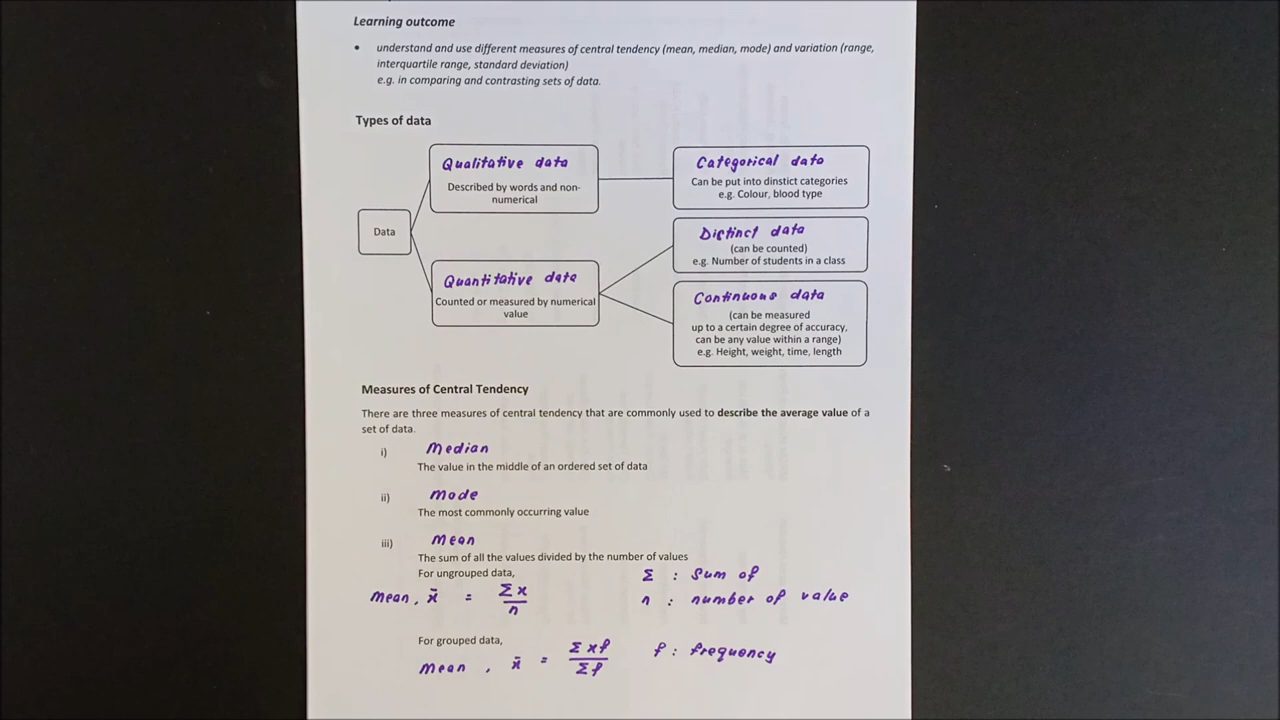 Learning outcome
• understand and use different measures of central tendency (mean, median, mode) and variation (range,
interquartile range, standard deviation)
e.g. in comparing and contrasting sets of data.
Types of data
Data
Qualitative data
Described by words and non-
numerical
Categorical data
Can be put into dinstict categories
e.g. Colour, blood type
Quantitative data
Counted or measured by numerical
value
Distinct data
(can be counted)
e.g. Number of students in a class
Continuous data
(can be measured
up to a certain degree of accuracy,
can be any value within a range)
e.g. Height, weight, time, length
Measures of Central Tendency
There are three measures of central tendency that are commonly used to describe the average value of a
set of data.
i) Median
The value in the middle of an ordered set of data
ii) mode
The most commonly occurring value
iii) mean
The sum of all the values divided by the number of values
For ungrouped data,
mean, x̄ = Σx / n
Σ : sum of
n : number of value
For grouped data,
mean, x̄ = Σxf / Σf
f : frequency